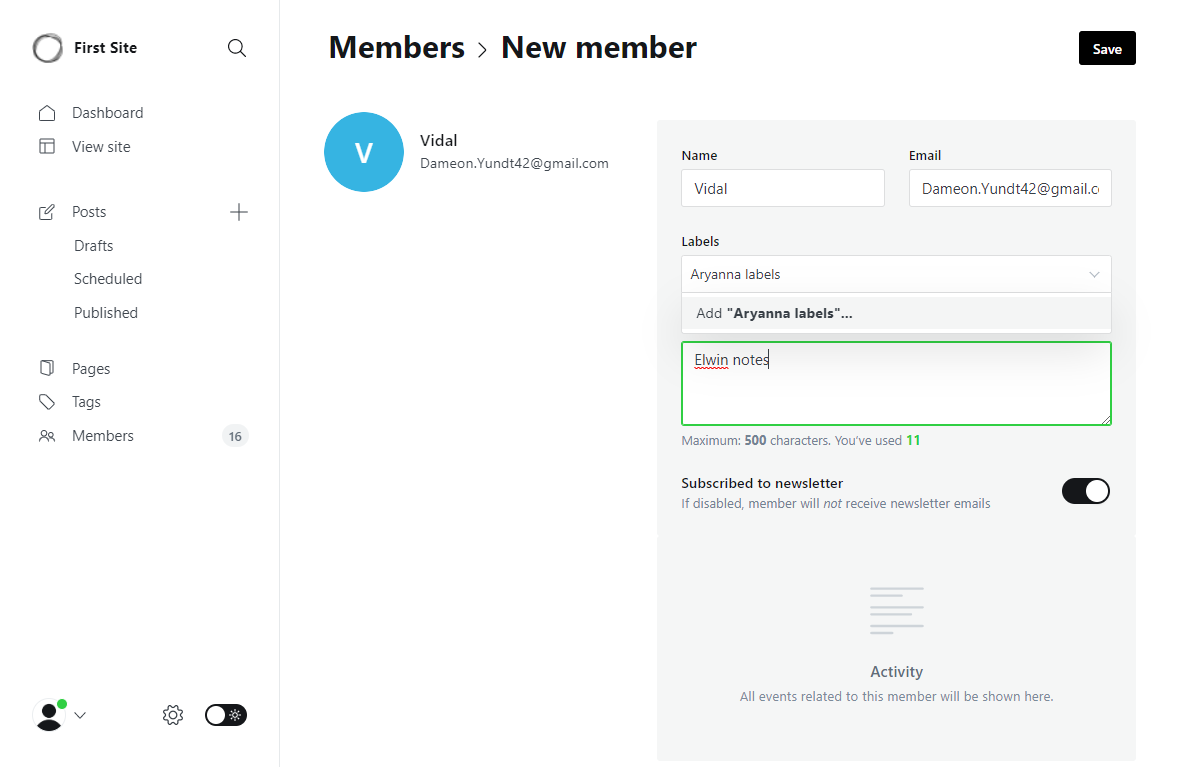 First Site
Dashboard
View site
Posts
Drafts
Scheduled
Published
Pages
Tags
Members
16
Members > New member
Save
V
Vidal
Dameon.Yundt42@gmail.com
Name
Email
Vidal
Dameon.Yundt42@gmail.c
Labels
Aryanna labels
Add "Aryanna labels"...
Elwin notes
Maximum: 500 characters. You've used 11
Subscribed to newsletter
If disabled, member will not receive newsletter emails
Activity
All events related to this member will be shown here.